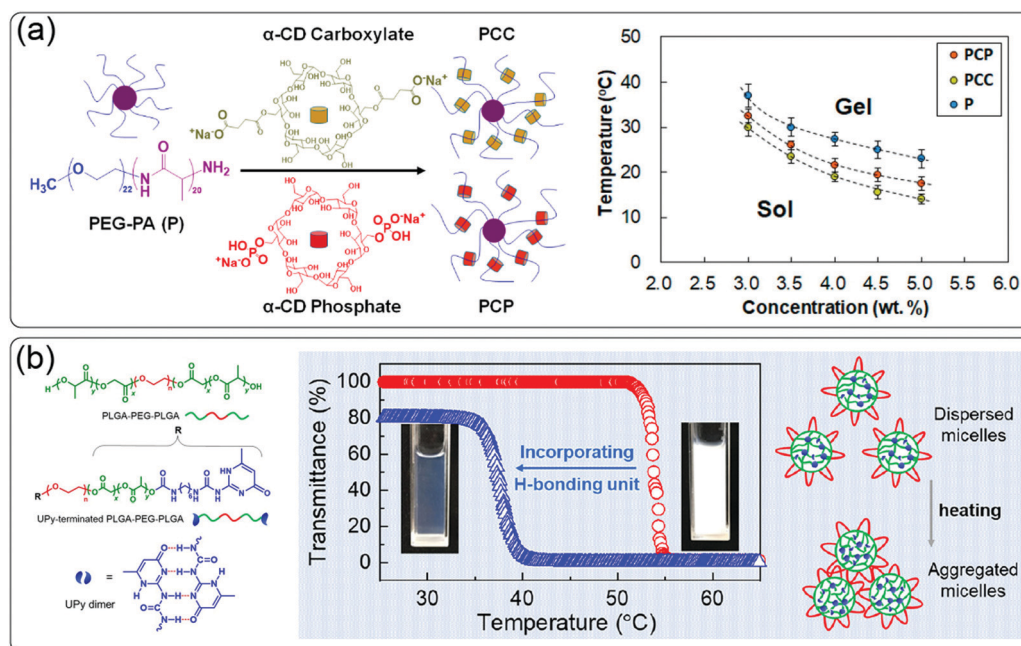 (a)
α-CD Carboxylate
PCC
PEG-PA (P)
α-CD Phosphate
PCP
H₃C
O
22
N
H
O
20
NH₂
⁺Na⁻O
O⁻Na⁺
HO
P
OH
Temperature (°C)
50
40
30
20
10
0
PCP
PCC
P
Gel
Sol
2.0 2.5 3.0 3.5 4.0 4.5 5.0 5.5 6.0
Concentration (wt. %)
(b)
PLGA-PEG-PLGA
R
UPy-terminated PLGA-PEG-PLGA
=
UPy dimer
Transmittance (%)
100
80
60
40
20
0
Incorporating
H-bonding unit
30 40 50 60
Temperature (°C)
Dispersed
micelles
heating
Aggregated
micelles